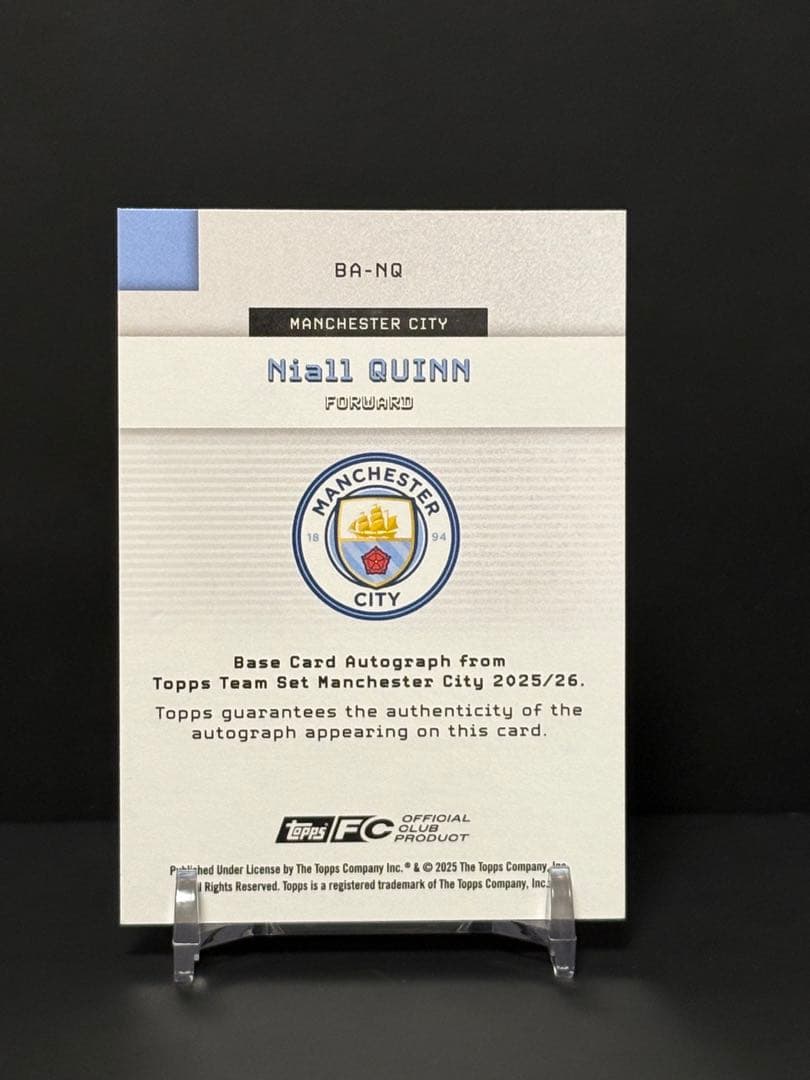 BA-NQ
MANCHESTER CITY
Niall QUINN
FORWARD
MANCHESTER
18 94
CITY
Base Card Autograph from
Topps Team Set Manchester City 2025/26.
Topps guarantees the authenticity of the
autograph appearing on this card.
topps FC OFFICIAL
CLUB
PRODUCT
Under License by The Topps Company Inc.® & © 2025 The Topps Company,
Rights Reserved. Topps is a registered trademark of The Topps Company, Inc.